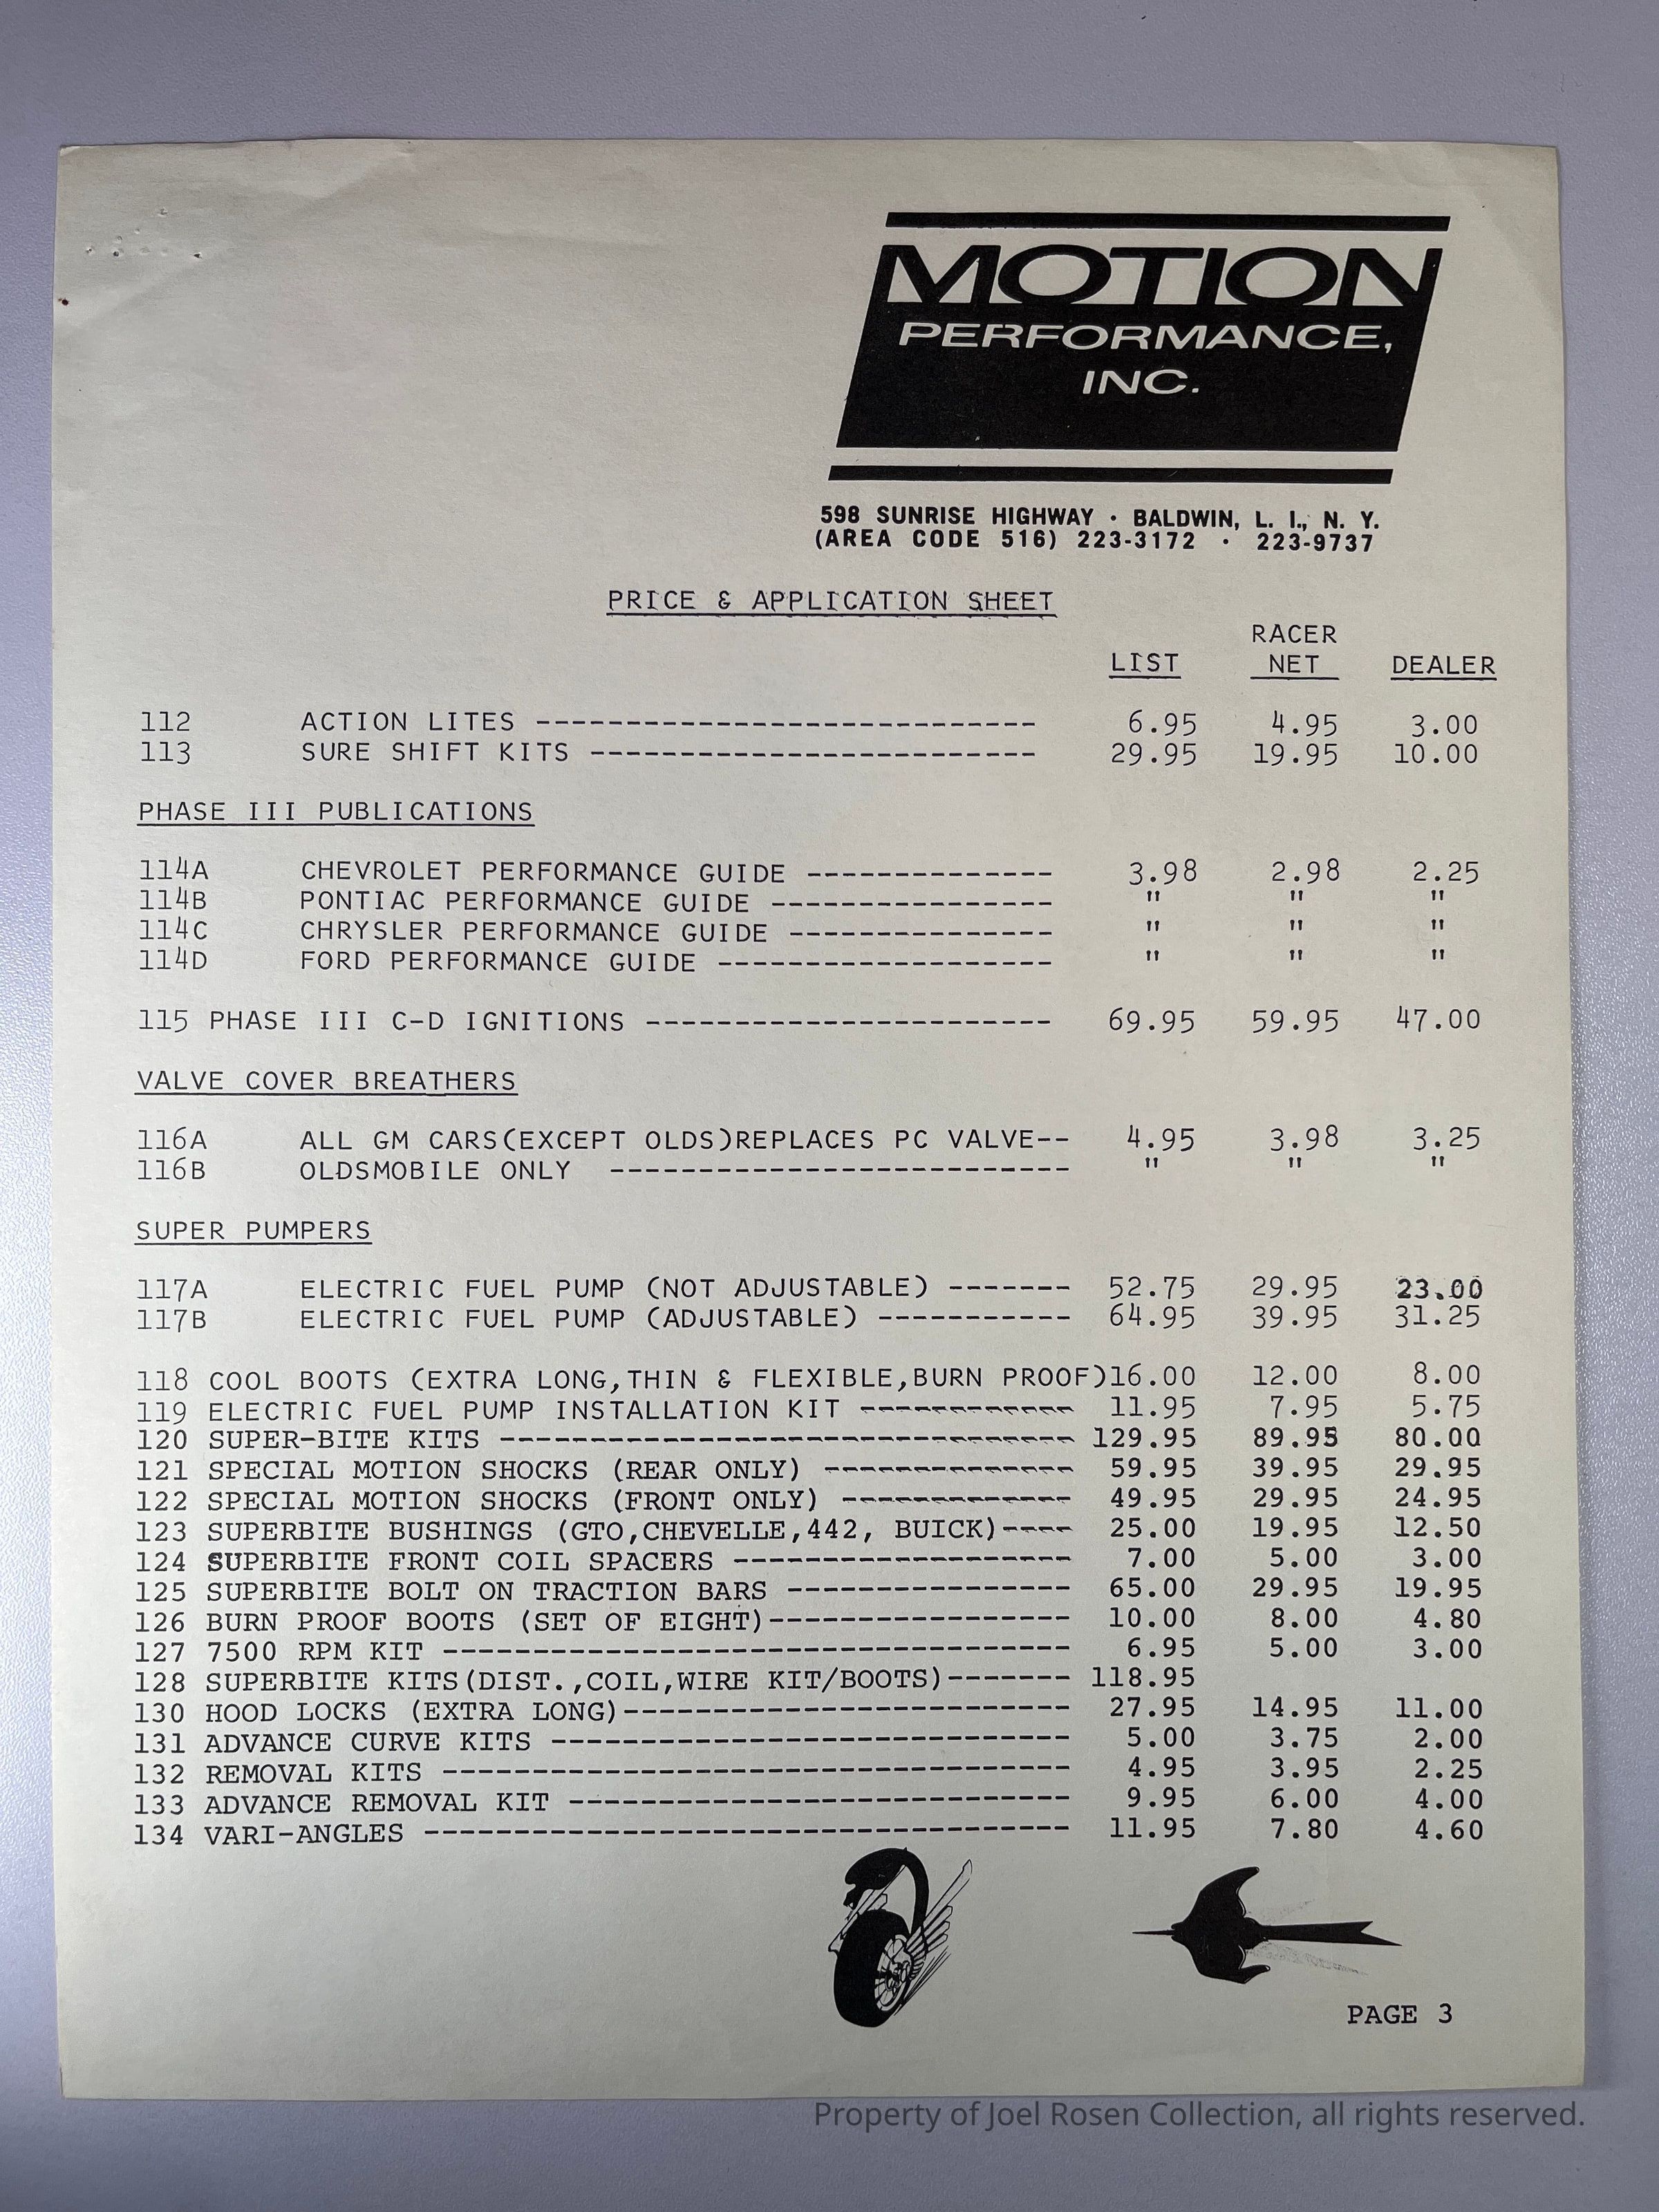 MOTION
PERFORMANCE,
INC.
598 SUNRISE HIGHWAY · BALDWIN, L. I., N. Y.
(AREA CODE 516) 223-3172 · 223-9737
PRICE & APPLICATION SHEET
RACER
LIST NET DEALER
112 ACTION LITES ---------------------------- 6.95 4.95 3.00
113 SURE SHIFT KITS ------------------------- 29.95 19.95 10.00
PHASE III PUBLICATIONS
114A CHEVROLET PERFORMANCE GUIDE -------------- 3.98 2.98 2.25
114B PONTIAC PERFORMANCE GUIDE ---------------- " " "
114C CHRYSLER PERFORMANCE GUIDE --------------- " " "
114D FORD PERFORMANCE GUIDE ------------------- " " "
115 PHASE III C-D IGNITIONS ----------------------- 69.95 59.95 47.00
VALVE COVER BREATHERS
116A ALL GM CARS(EXCEPT OLDS)REPLACES PC VALVE-- 4.95 3.98 3.25
116B OLDSMOBILE ONLY -------------------------- " " "
SUPER PUMPERS
117A ELECTRIC FUEL PUMP (NOT ADJUSTABLE) ------- 52.75 29.95 23.00
117B ELECTRIC FUEL PUMP (ADJUSTABLE) ----------- 64.95 39.95 31.25
118 COOL BOOTS (EXTRA LONG,THIN & FLEXIBLE,BURN PROOF)16.00 12.00 8.00
119 ELECTRIC FUEL PUMP INSTALLATION KIT ------------ 11.95 7.95 5.75
120 SUPER-BITE KITS -------------------------------- 129.95 89.95 80.00
121 SPECIAL MOTION SHOCKS (REAR ONLY) -------------- 59.95 39.95 29.95
122 SPECIAL MOTION SHOCKS (FRONT ONLY) ------------- 49.95 29.95 24.95
123 SUPERBITE BUSHINGS (GTO,CHEVELLE,442, BUICK)---- 25.00 19.95 12.50
124 SUPERBITE FRONT COIL SPACERS ------------------- 7.00 5.00 3.00
125 SUPERBITE BOLT ON TRACTION BARS ---------------- 65.00 29.95 19.95
126 BURN PROOF BOOTS (SET OF EIGHT)----------------- 10.00 8.00 4.80
127 7500 RPM KIT ----------------------------------- 6.95 5.00 3.00
128 SUPERBITE KITS(DIST.,COIL,WIRE KIT/BOOTS)------- 118.95
130 HOOD LOCKS (EXTRA LONG)------------------------- 27.95 14.95 11.00
131 ADVANCE CURVE KITS ----------------------------- 5.00 3.75 2.00
132 REMOVAL KITS ----------------------------------- 4.95 3.95 2.25
133 ADVANCE REMOVAL KIT ---------------------------- 9.95 6.00 4.00
134 VARI-ANGLES ------------------------------------ 11.95 7.80 4.60
PAGE 3
Property of Joel Rosen Collection, all rights reserved.